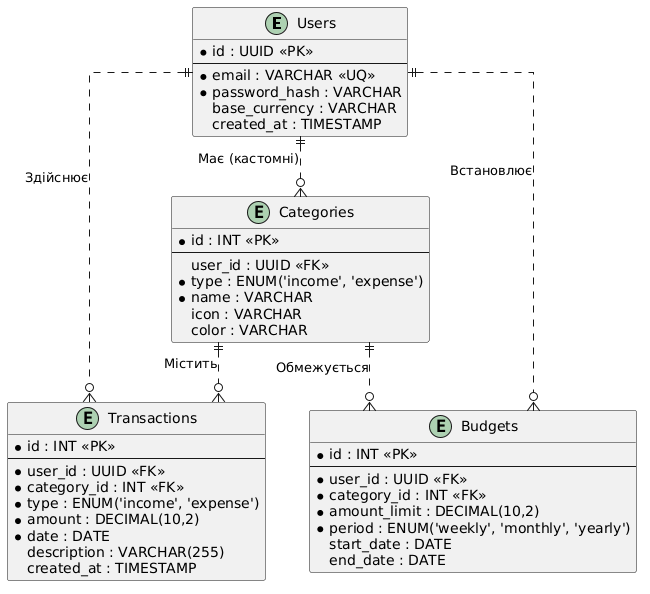 E Users
id : UUID «PK»
email : VARCHAR «UQ»
password_hash : VARCHAR
base_currency : VARCHAR
created_at : TIMESTAMP
Має (кастомні)
Здійснює
Встановлює
E Categories
id : INT «PK»
user_id : UUID «FK»
type : ENUM('income', 'expense')
name : VARCHAR
icon : VARCHAR
color : VARCHAR
Містить
Обмежується
E Transactions
id : INT «PK»
user_id : UUID «FK»
category_id : INT «FK»
type : ENUM('income', 'expense')
amount : DECIMAL(10,2)
date : DATE
description : VARCHAR(255)
created_at : TIMESTAMP
E Budgets
id : INT «PK»
user_id : UUID «FK»
category_id : INT «FK»
amount_limit : DECIMAL(10,2)
period : ENUM('weekly', 'monthly', 'yearly')
start_date : DATE
end_date : DATE